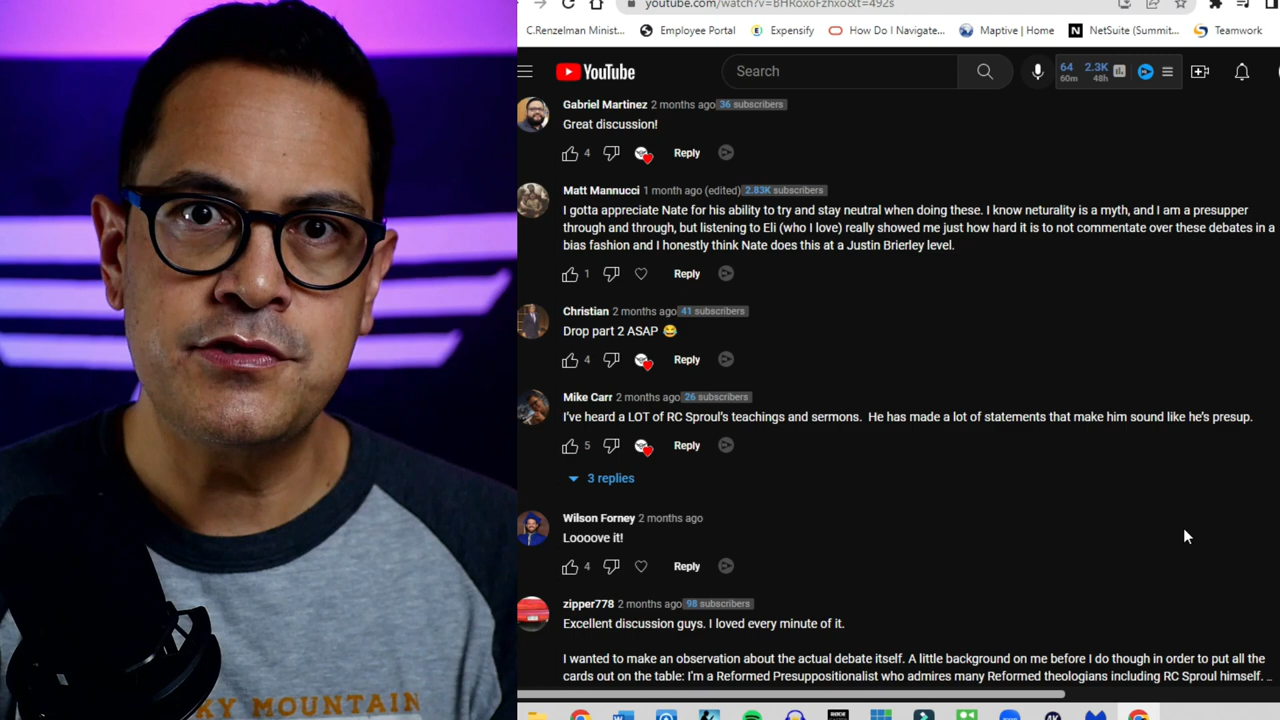 youtube.com/watch?v=BHRoxoFzhxo&t=492s
C.Renzelman Minist... Employee Portal Expensify How Do I Navigate... Maptive | Home NetSuite (Summit... Teamwork
YouTube Search 64 60m 2.3K 48h
Gabriel Martinez 2 months ago 36 subscribers
Great discussion!
4 Reply
Matt Mannucci 1 month ago (edited) 2.83K subscribers
I gotta appreciate Nate for his ability to try and stay neutral when doing these. I know neturality is a myth, and I am a presupper
through and through, but listening to Eli (who I love) really showed me just how hard it is to not commentate over these debates in a
bias fashion and I honestly think Nate does this at a Justin Brierley level.
1 Reply
Christian 2 months ago 41 subscribers
Drop part 2 ASAP 😂
4 Reply
Mike Carr 2 months ago 26 subscribers
I've heard a LOT of RC Sproul's teachings and sermons. He has made a lot of statements that make him sound like he's presup.
5 Reply
3 replies
Wilson Forney 2 months ago
Loooove it!
4 Reply
zipper778 2 months ago 98 subscribers
Excellent discussion guys. I loved every minute of it.
I wanted to make an observation about the actual debate itself. A little background on me before I do though in order to put all the
cards out on the table: I'm a Reformed Presuppositionalist who admires many Reformed theologians including RC Sproul himself. ..
KY MOUNTAIN